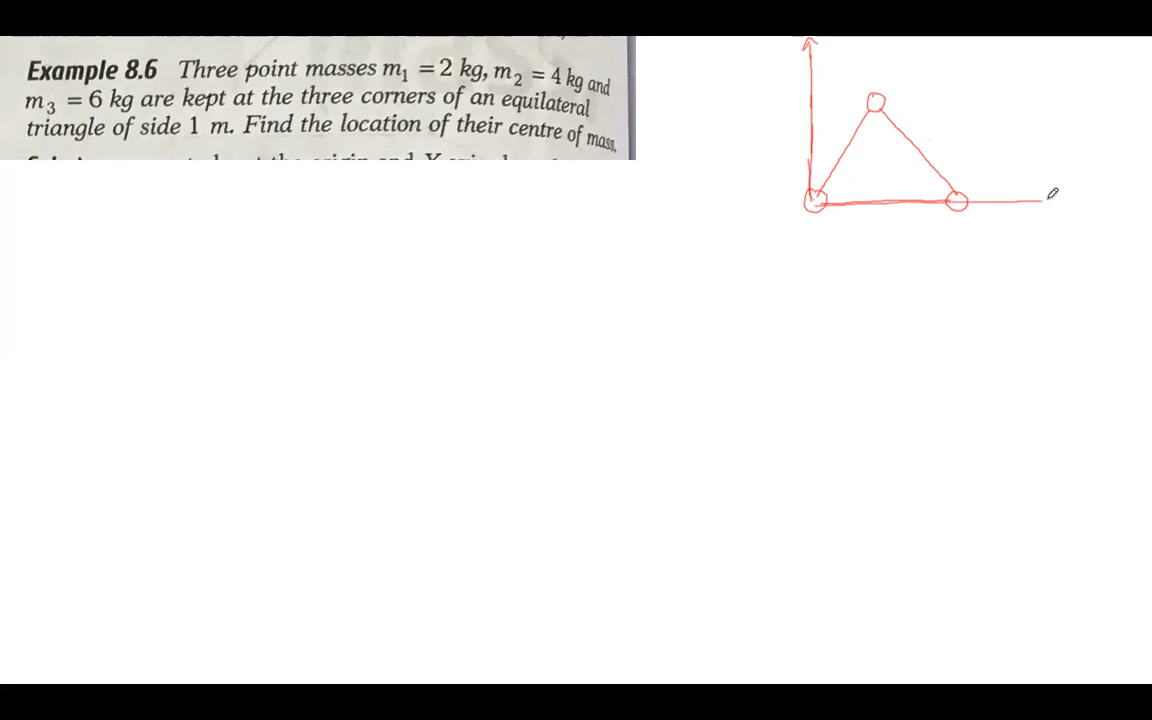 Example 8.6 Three point masses m₁ = 2 kg, m₂ = 4 kg and
m₃ = 6 kg are kept at the three corners of an equilateral
triangle of side 1 m. Find the location of their centre of mass.